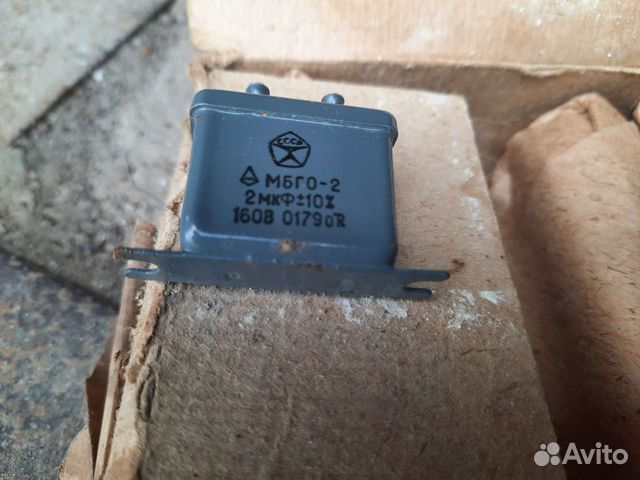 СССР
МБГО-2
2мкФ±10%
160В 0179
Avito